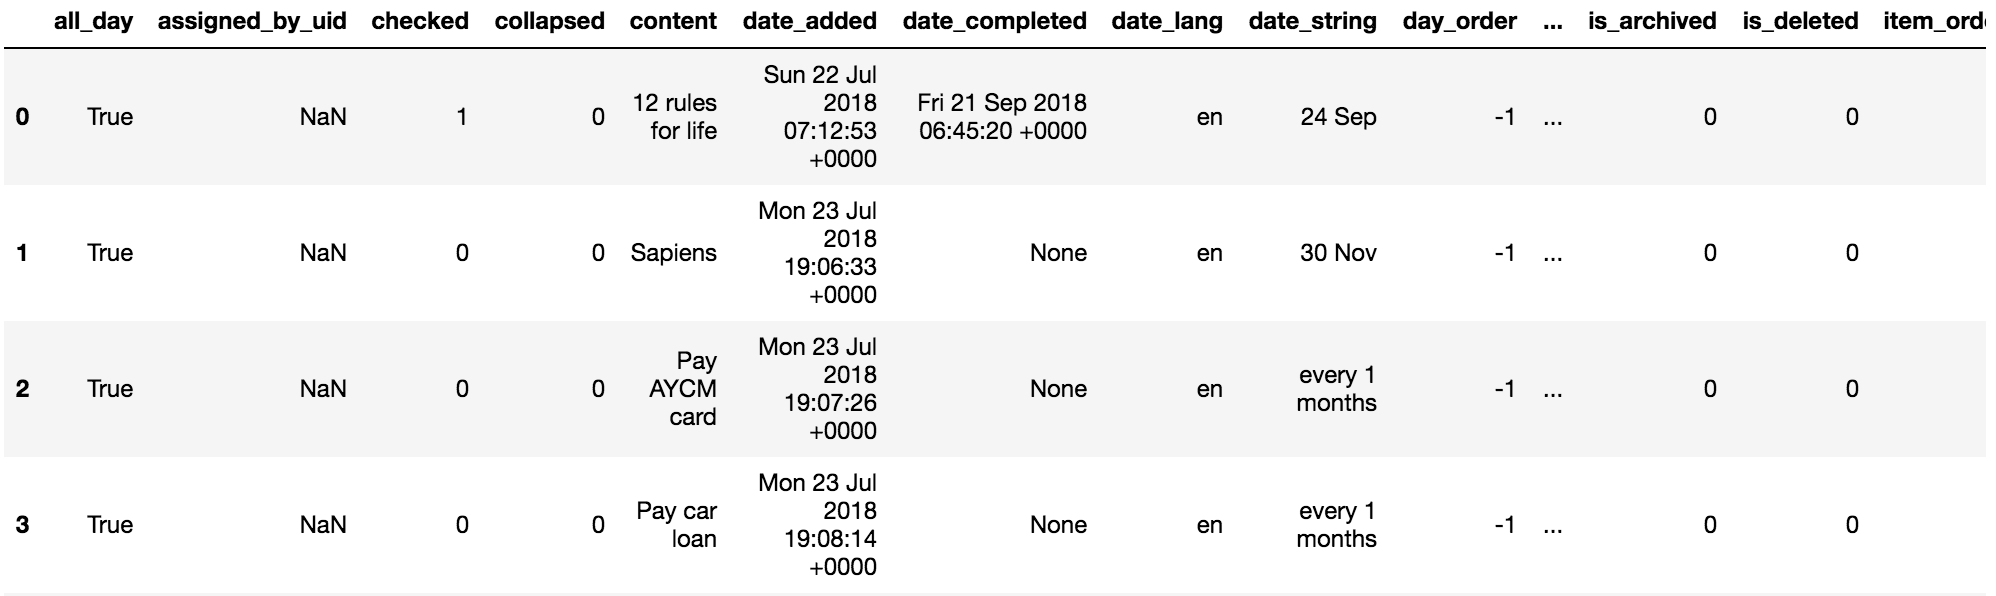 all_day assigned_by_uid checked collapsed content date_added date_completed date_lang date_string day_order ... is_archived is_deleted item_ord
0 True NaN 1 0 12 rules for life Sun 22 Jul 2018 07:12:53 +0000 Fri 21 Sep 2018 06:45:20 +0000 en 24 Sep -1 ... 0 0
1 True NaN 0 0 Sapiens Mon 23 Jul 2018 19:06:33 +0000 None en 30 Nov -1 ... 0 0
2 True NaN 0 0 Pay AYCM card Mon 23 Jul 2018 19:07:26 +0000 None en every 1 months -1 ... 0 0
3 True NaN 0 0 Pay car loan Mon 23 Jul 2018 19:08:14 +0000 None en every 1 months -1 ... 0 0